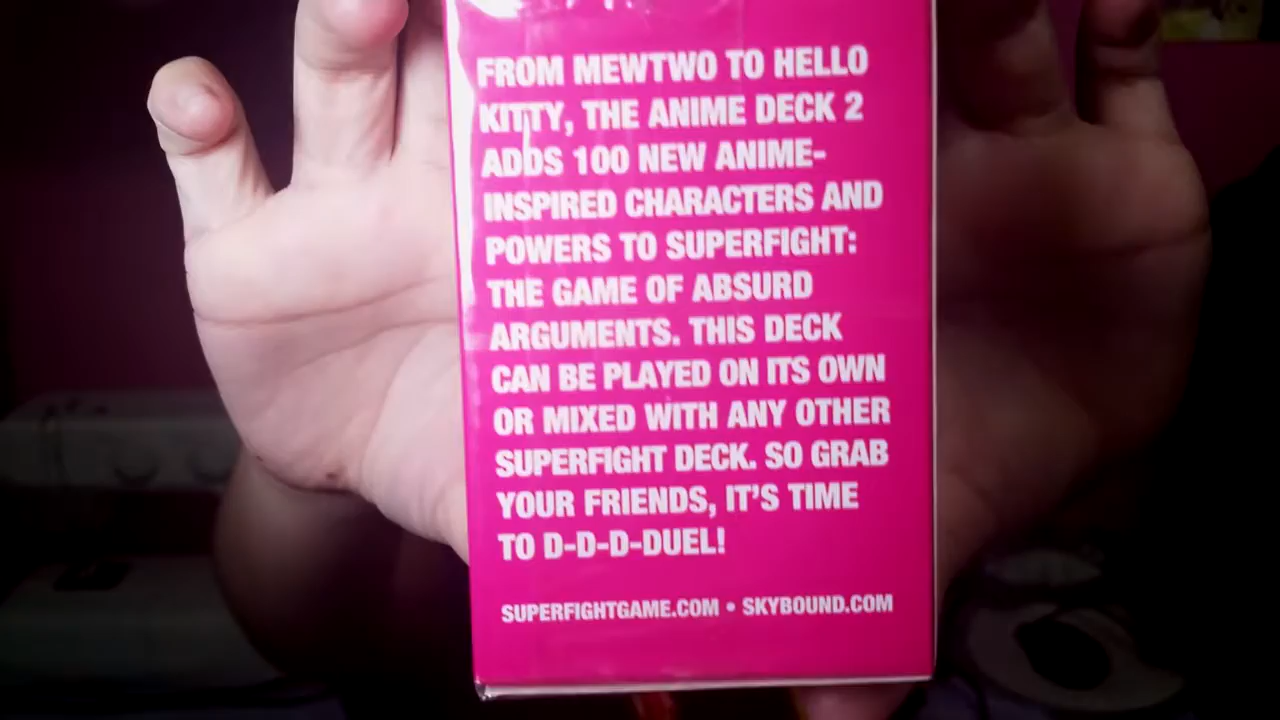 FROM MEWTWO TO HELLO
KITTY, THE ANIME DECK 2
ADDS 100 NEW ANIME-
INSPIRED CHARACTERS AND
POWERS TO SUPERFIGHT:
THE GAME OF ABSURD
ARGUMENTS. THIS DECK
CAN BE PLAYED ON ITS OWN
OR MIXED WITH ANY OTHER
SUPERFIGHT DECK. SO GRAB
YOUR FRIENDS, IT'S TIME
TO D-D-D-DUEL!
SUPERFIGHTGAME.COM • SKYBOUND.COM